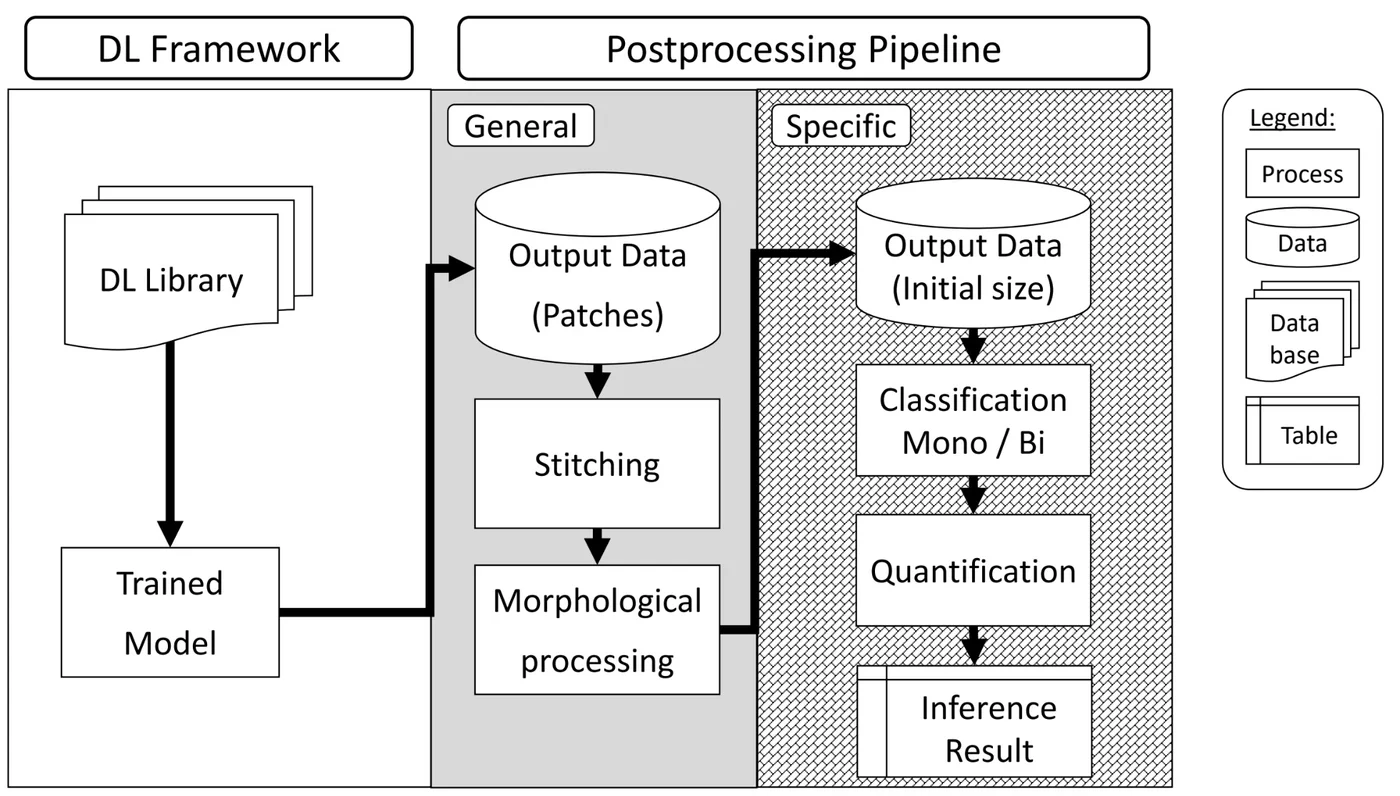 DL Framework
Postprocessing Pipeline
DL Library
Trained
Model
General
Output Data
(Patches)
Stitching
Morphological
processing
Specific
Output Data
(Initial size)
Classification
Mono / Bi
Quantification
Inference
Result
Legend:
Process
Data
Data
base
Table